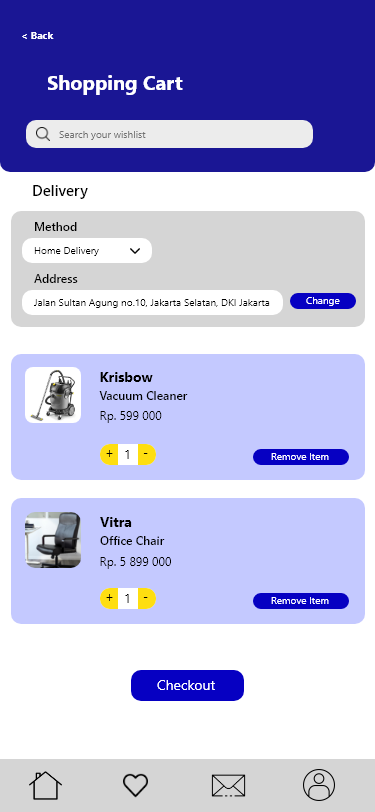 < Back
Shopping Cart
Search your wishlist
Delivery
Method
Home Delivery
Address
Jalan Sultan Agung no.10, Jakarta Selatan, DKI Jakarta
Change
Krisbow
Vacuum Cleaner
Rp. 599 000
+ 1 -
Remove Item
Vitra
Office Chair
Rp. 5 899 000
+ 1 -
Remove Item
Checkout